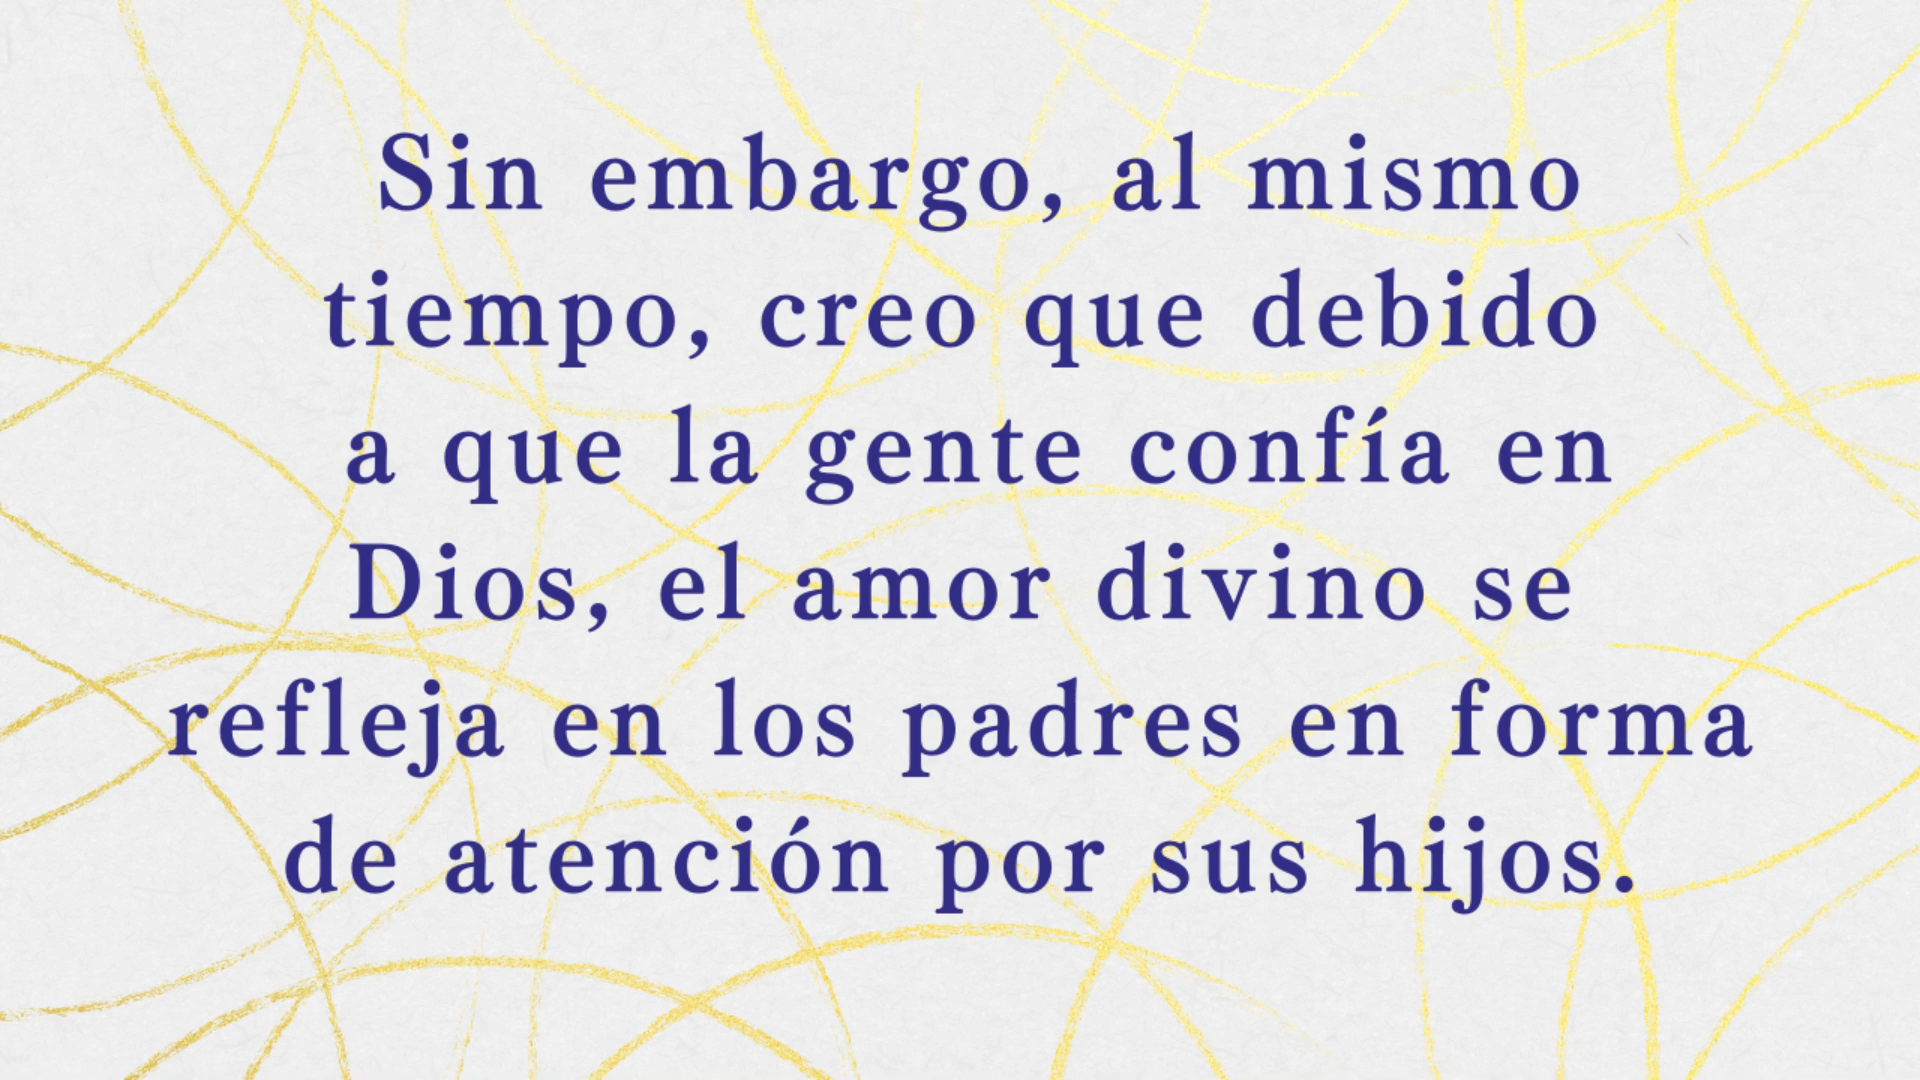 Sin embargo, al mismo
tiempo, creo que debido
a que la gente confía en
Dios, el amor divino se
refleja en los padres en forma
de atención por sus hijos.